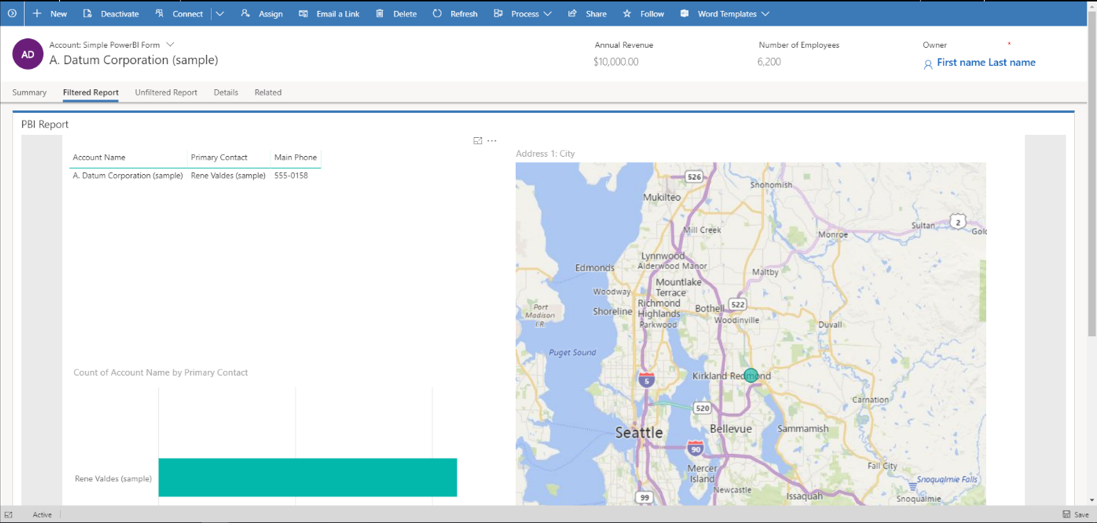 New Deactivate Connect Assign Email a Link Delete Refresh Process Share Follow Word Templates
AD
Account: Simple PowerBI Form
A. Datum Corporation (sample)
Annual Revenue
$10,000.00
Number of Employees
6,200
Owner *
First name Last name
Summary Filtered Report Unfiltered Report Details Related
PBI Report
Account Name Primary Contact Main Phone
A. Datum Corporation (sample) Rene Valdes (sample) 555-0158
Count of Account Name by Primary Contact
Rene Valdes (sample)
Address 1: City
526
Snohomish
Mukilteo
Sultan
2
Gol
Mill Creek
Monroe
Lynnwood
Edmonds
Alderwood Manor
Maltby
Mountlake
Terrace
Woodway
Richmond
Highlands
Bothell
522
Port
Madison
I.R.
Shoreline
Woodinville
Parkwood
Duvall
Puget Sound
Kirkland Redmond
5
Carnation
520
Seattle
Bellevue
Sammamish
90
Mercer
Island
Fall City
Snoqualmie Falls
Newcastle
99
Issaquah
Snoqualmie
Active
Save